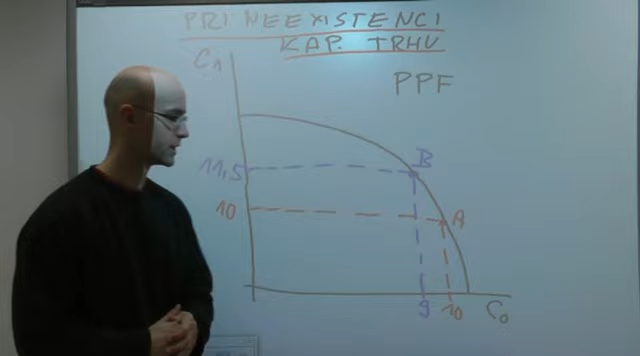 PRI NEEXISTENCI
KAP. TRHU
C₁
PPF
11,5
B
10
A
9
10
C₀